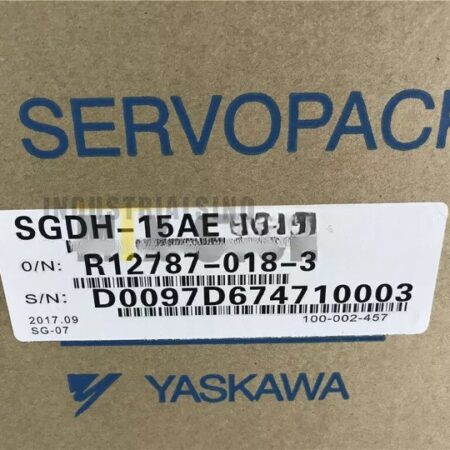 SERVOPACK
SGDH-15AE
O/N: R12787-018-3
S/N: D0097D674710003
2017.09
100-002-457
SG-07
YASKAWA